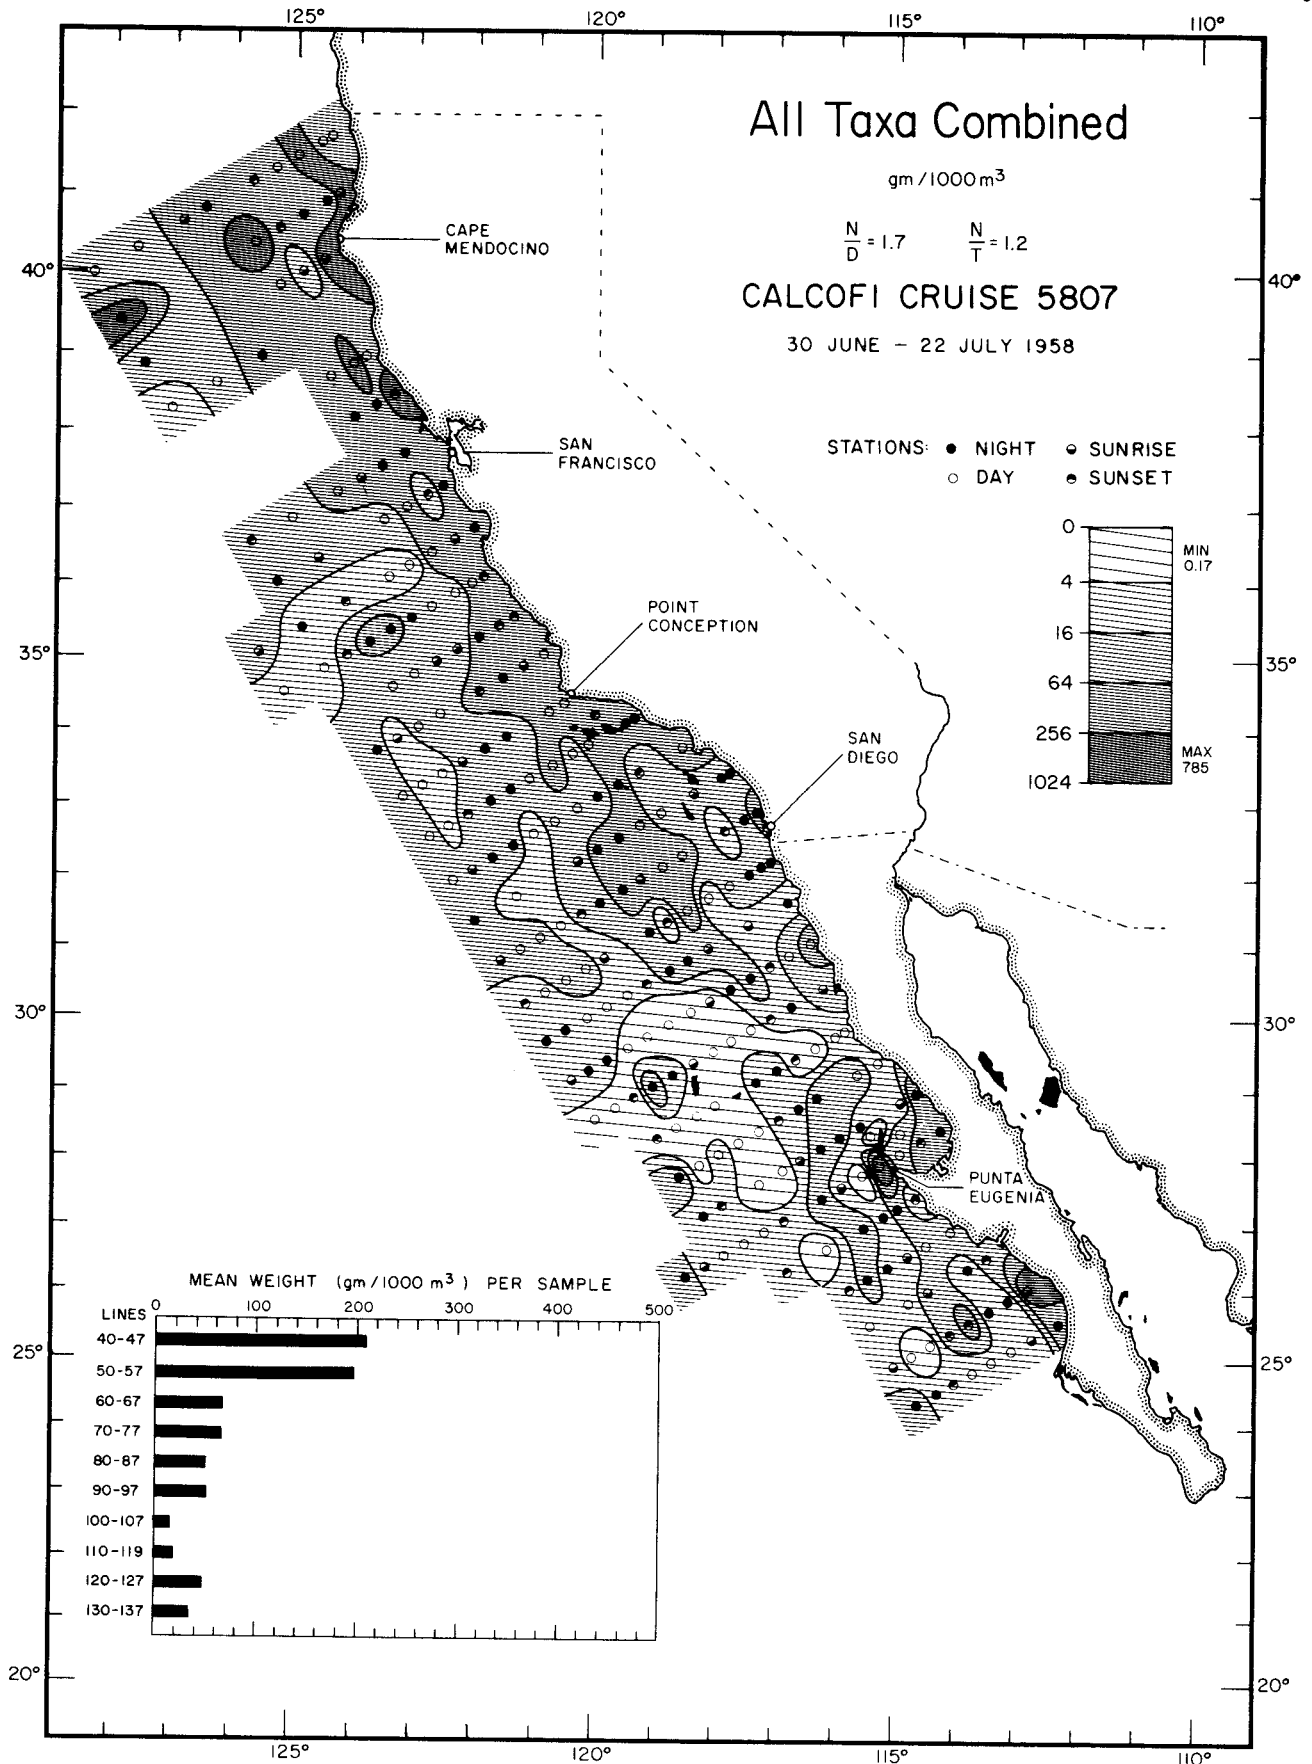 125° 120° 115° 110°
All Taxa Combined
gm/1000m³
N/D = 1.7 N/T = 1.2
CALCOFI CRUISE 5807
30 JUNE – 22 JULY 1958
CAPE
MENDOCINO
40° 40°
STATIONS: ● NIGHT ◒ SUNRISE
○ DAY ◓ SUNSET
SAN
FRANCISCO
0
MIN
0.17
4
16
64
256
MAX
785
1024
POINT
CONCEPTION
35° 35°
SAN
DIEGO
30° 30°
PUNTA
EUGENIA
MEAN WEIGHT (gm/1000 m³) PER SAMPLE
LINES 0 100 200 300 400 500
40-47
50-57
60-67
70-77
80-87
90-97
100-107
110-119
120-127
130-137
25° 25°
20° 20°
125° 120° 115° 110°